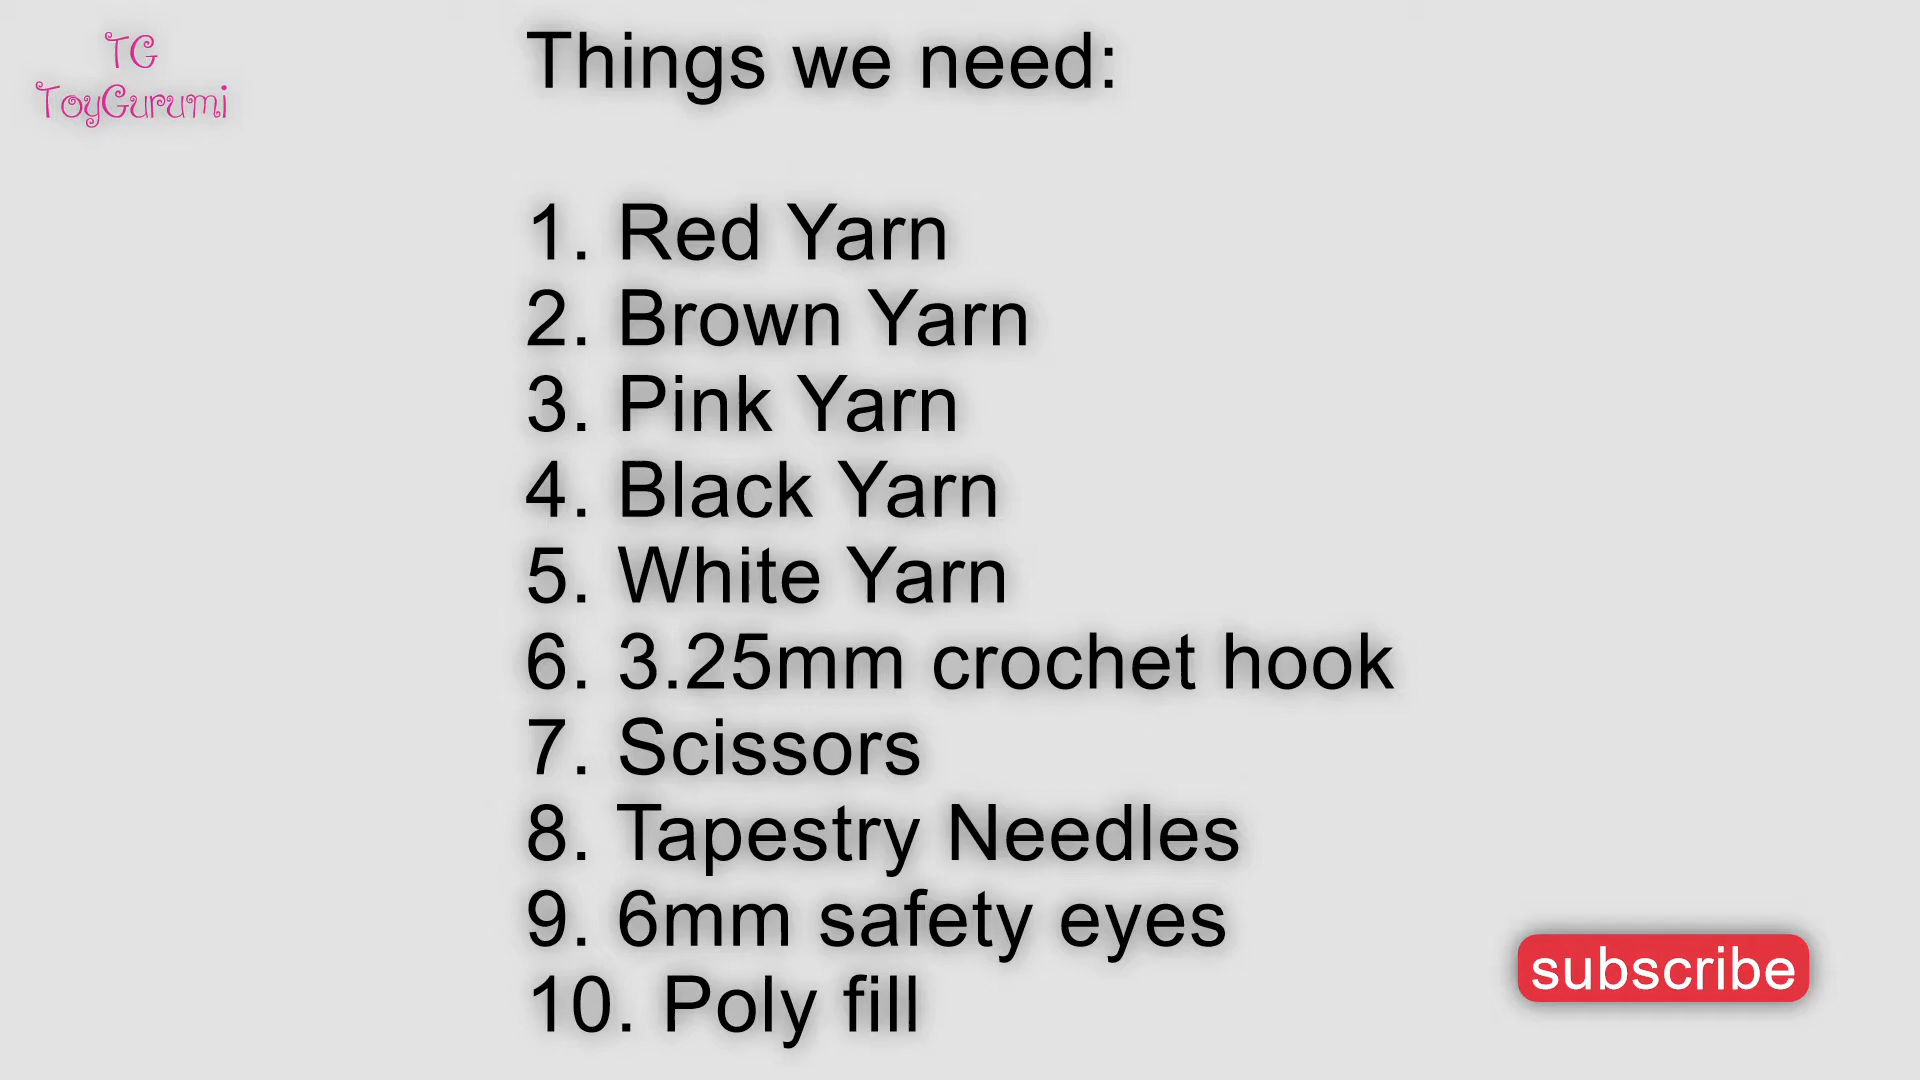 TG
ToyGurumi
Things we need:
1. Red Yarn
2. Brown Yarn
3. Pink Yarn
4. Black Yarn
5. White Yarn
6. 3.25mm crochet hook
7. Scissors
8. Tapestry Needles
9. 6mm safety eyes
10. Poly fill
subscribe